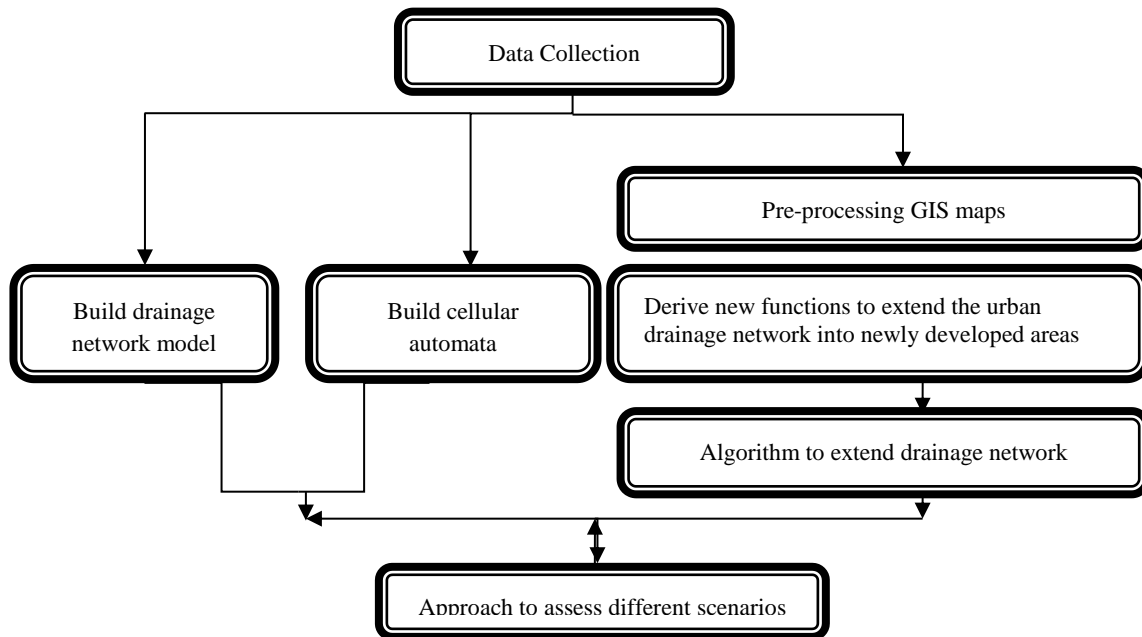 Data Collection
Pre-processing GIS maps
Build drainage
network model
Build cellular
automata
Derive new functions to extend the urban
drainage network into newly developed areas
Algorithm to extend drainage network
Approach to assess different scenarios